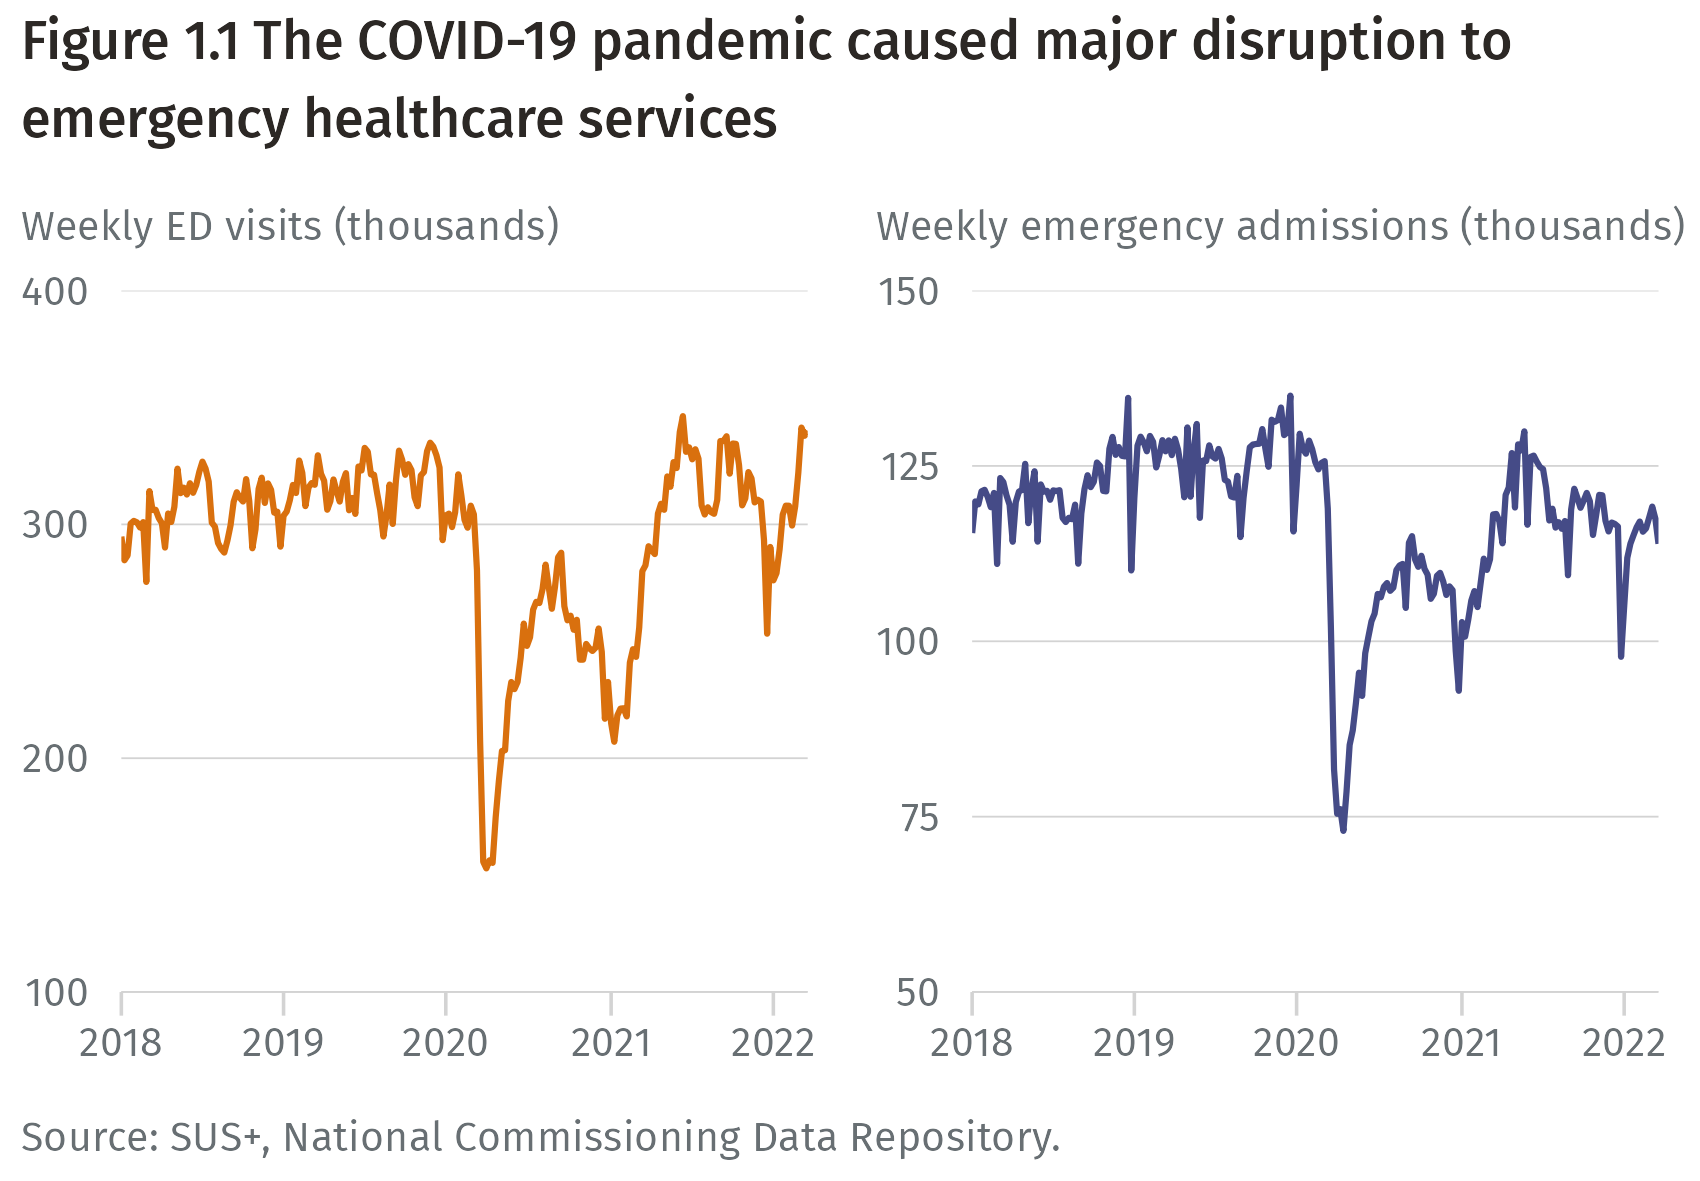 Figure 1.1 The COVID-19 pandemic caused major disruption to
emergency healthcare services
Weekly ED visits (thousands)
400
300
200
100
2018 2019 2020 2021 2022
Weekly emergency admissions (thousands)
150
125
100
75
50
2018 2019 2020 2021 2022
Source: SUS+, National Commissioning Data Repository.